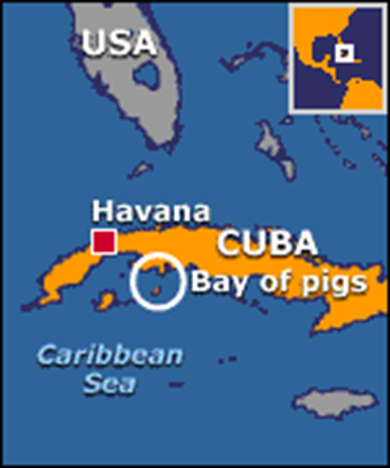 USA
Havana
CUBA
Bay of pigs
Caribbean
Sea